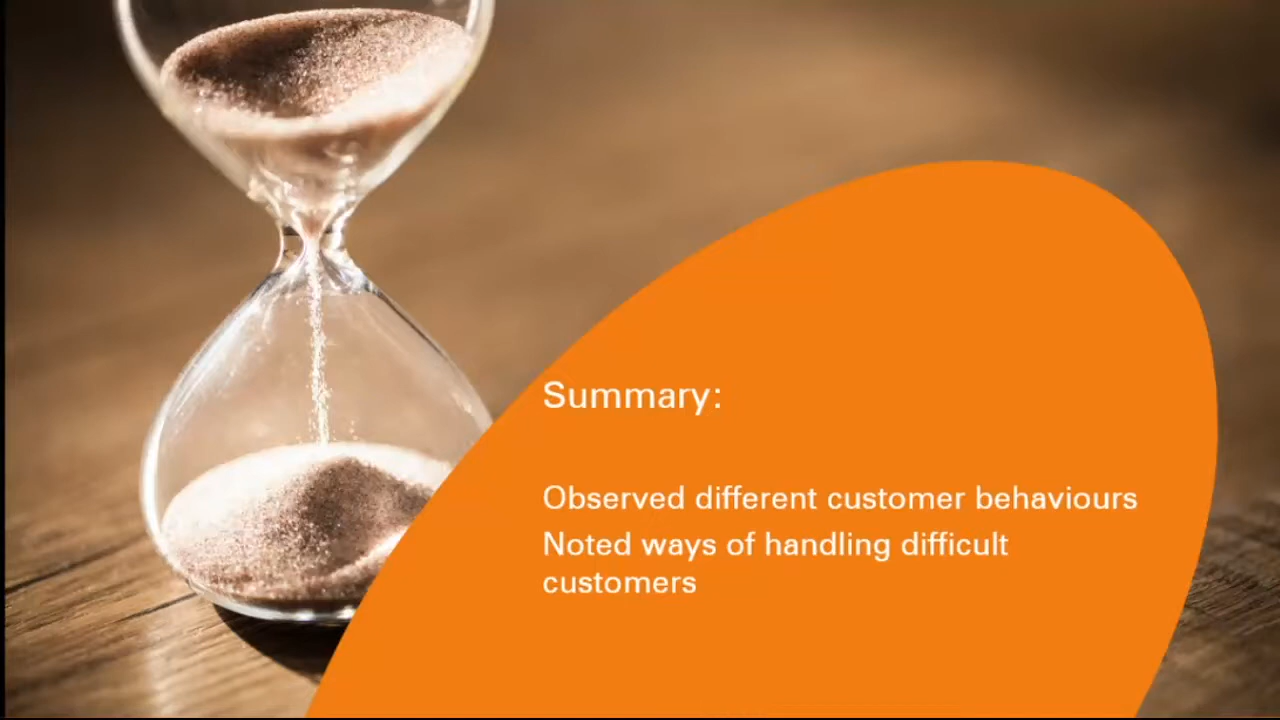 Summary:
Observed different customer behaviours
Noted ways of handling difficult
customers